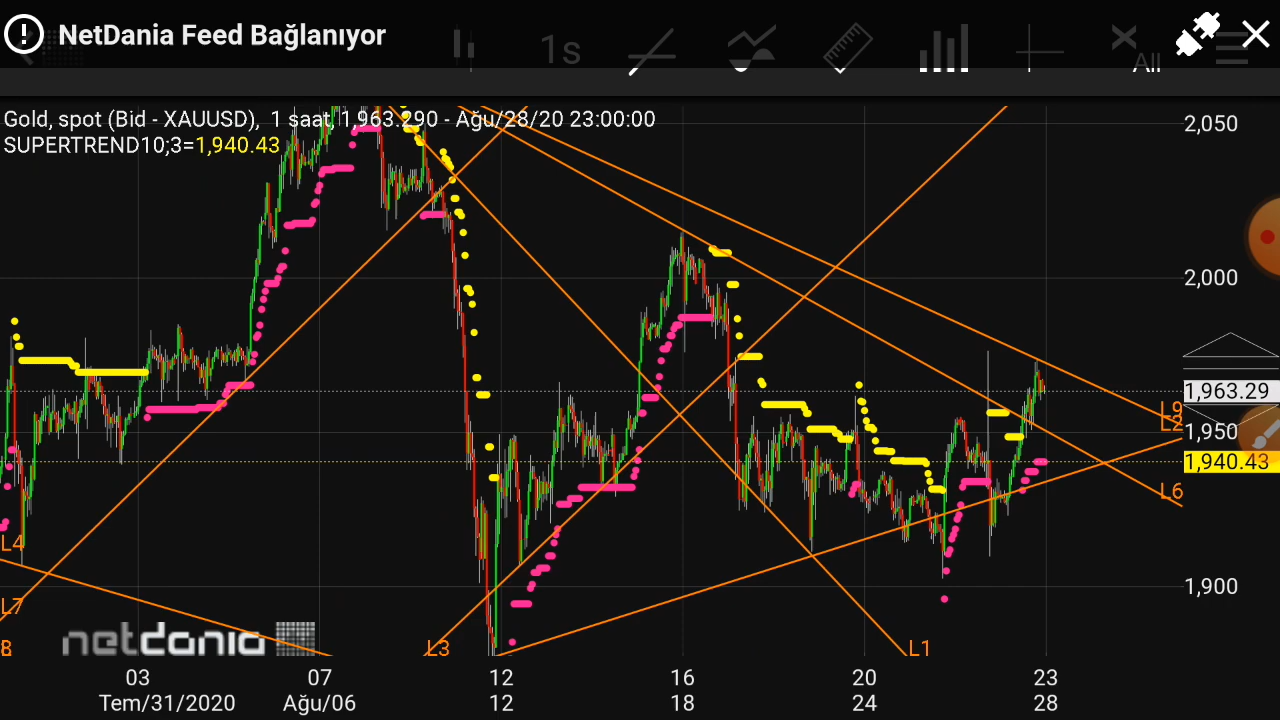 NetDania Feed Bağlanıyor
1s
All
Gold, spot (Bid - XAUUSD), 1 saat, 1,963.290 - Ağu/28/20 23:00:00
SUPERTREND10;3=1,940.43
2,050
2,000
1,963.29
L9
L2
1,950
1,940.43
L6
L4
1,900
L7
8
netdania
L3
L1
03 07 12 16 20 23
Tem/31/2020 Ağu/06 12 18 24 28